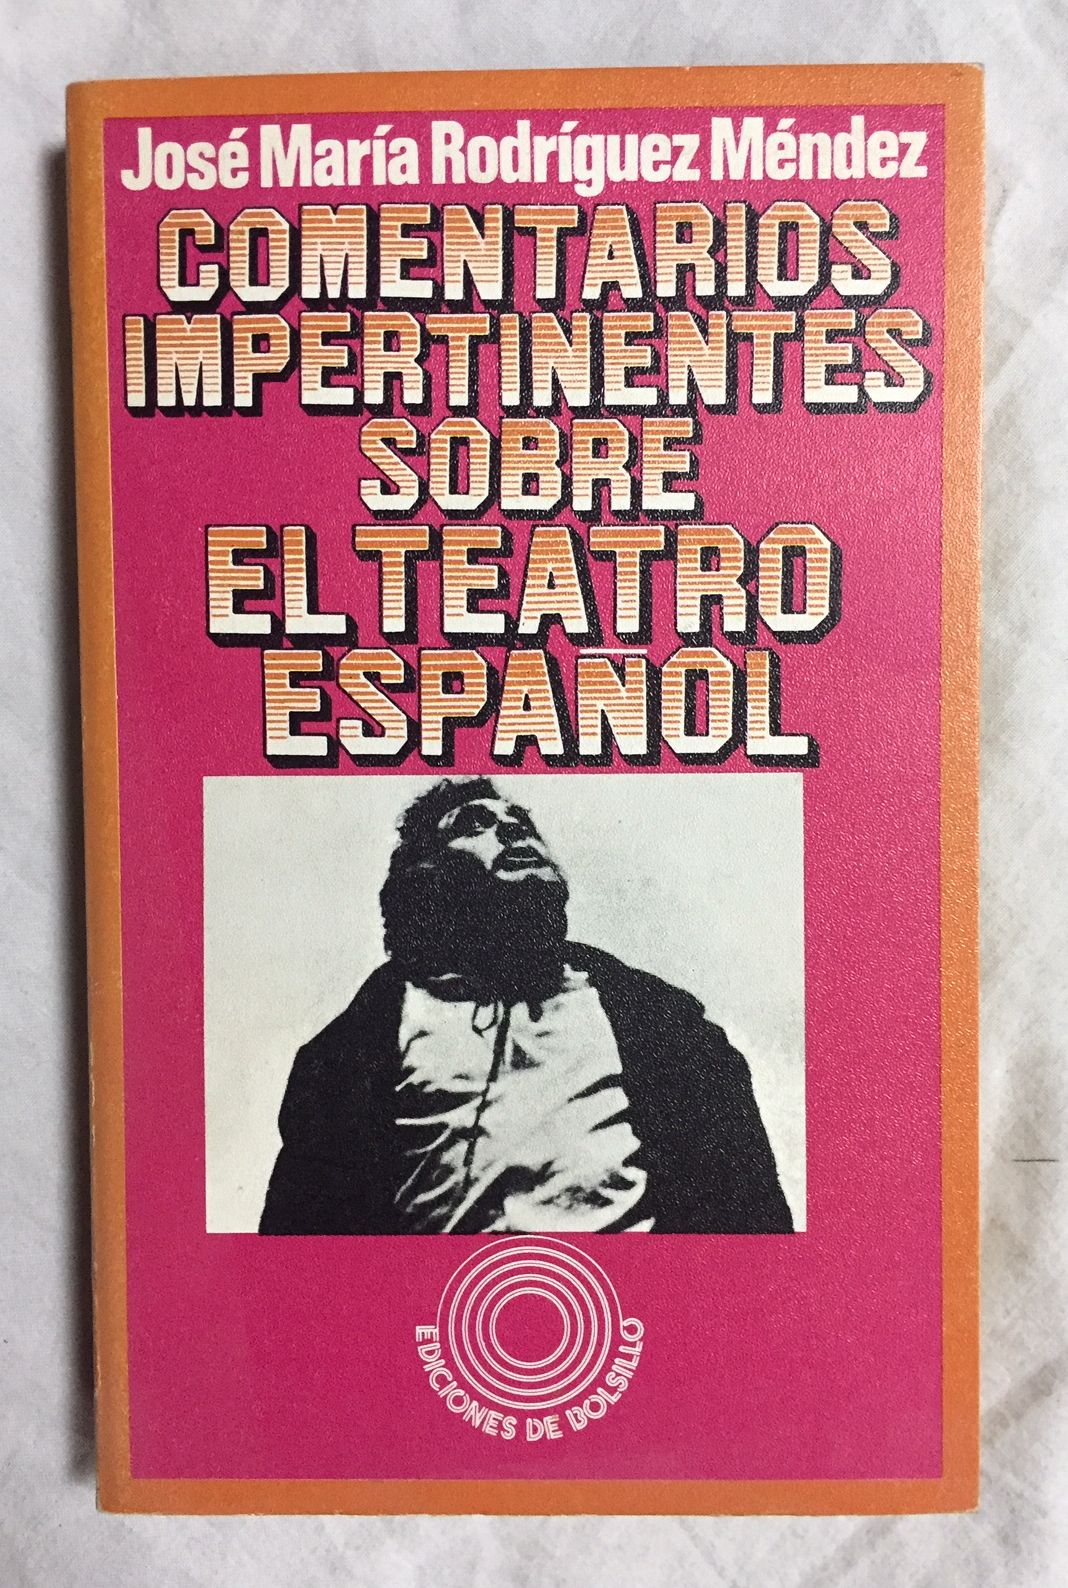 José María Rodríguez Méndez
COMENTARIOS
IMPERTINENTES
SOBRE
EL TEATRO
ESPAÑOL
EDICIONES DE BOLSILLO